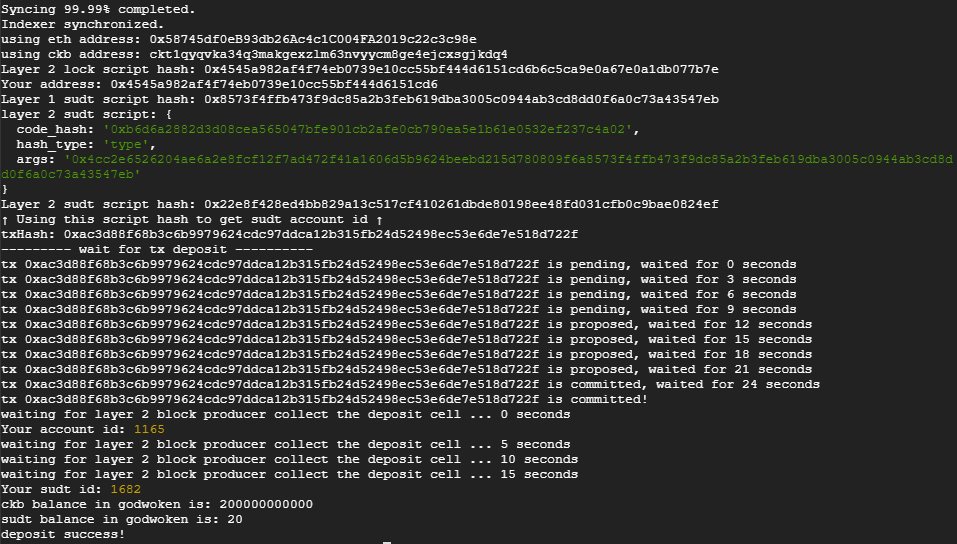 Syncing 99.99% completed.
Indexer synchronized.
using eth address: 0x58745df0eB93db26Ac4c1C004FA2019c22c3c98e
using ckb address: ckt1qyqvka34q3makgexzlm63nvyycm8ge4ejcxsgjkdq4
Layer 2 lock script hash: 0x4545a982af4f74eb0739e10cc55bf444d6151cd6b6c5ca9e0a67e0a1db077b7e
Your address: 0x4545a982af4f74eb0739e10cc55bf444d6151cd6
Layer 1 sudt script hash: 0x8573f4ffb473f9dc85a2b3feb619dba3005c0944ab3cd8dd0f6a0c73a43547eb
layer 2 sudt script: {
  code_hash: '0xb6d6a2882d3d08cea565047bfe901cb2afe0cb790ea5e1b61e0532ef237c4a02',
  hash_type: 'type',
  args: '0x4cc2e6526204ae6a2e8fcf12f7ad472f41a1606d5b9624beebd215d780809f6a8573f4ffb473f9dc85a2b3feb619dba3005c0944ab3cd8d
d0f6a0c73a43547eb'
}
Layer 2 sudt script hash: 0x22e8f428ed4bb829a13c517cf410261dbde80198ee48fd031cfb0c9bae0824ef
↑ Using this script hash to get sudt account id ↑
txHash: 0xac3d88f68b3c6b9979624cdc97ddca12b315fb24d52498ec53e6de7e518d722f
--------- wait for tx deposit ----------
tx 0xac3d88f68b3c6b9979624cdc97ddca12b315fb24d52498ec53e6de7e518d722f is pending, waited for 0 seconds
tx 0xac3d88f68b3c6b9979624cdc97ddca12b315fb24d52498ec53e6de7e518d722f is pending, waited for 3 seconds
tx 0xac3d88f68b3c6b9979624cdc97ddca12b315fb24d52498ec53e6de7e518d722f is pending, waited for 6 seconds
tx 0xac3d88f68b3c6b9979624cdc97ddca12b315fb24d52498ec53e6de7e518d722f is pending, waited for 9 seconds
tx 0xac3d88f68b3c6b9979624cdc97ddca12b315fb24d52498ec53e6de7e518d722f is proposed, waited for 12 seconds
tx 0xac3d88f68b3c6b9979624cdc97ddca12b315fb24d52498ec53e6de7e518d722f is proposed, waited for 15 seconds
tx 0xac3d88f68b3c6b9979624cdc97ddca12b315fb24d52498ec53e6de7e518d722f is proposed, waited for 18 seconds
tx 0xac3d88f68b3c6b9979624cdc97ddca12b315fb24d52498ec53e6de7e518d722f is proposed, waited for 21 seconds
tx 0xac3d88f68b3c6b9979624cdc97ddca12b315fb24d52498ec53e6de7e518d722f is committed, waited for 24 seconds
tx 0xac3d88f68b3c6b9979624cdc97ddca12b315fb24d52498ec53e6de7e518d722f is committed!
waiting for layer 2 block producer collect the deposit cell ... 0 seconds
Your account id: 1165
waiting for layer 2 block producer collect the deposit cell ... 5 seconds
waiting for layer 2 block producer collect the deposit cell ... 10 seconds
waiting for layer 2 block producer collect the deposit cell ... 15 seconds
Your sudt id: 1682
ckb balance in godwoken is: 200000000000
sudt balance in godwoken is: 20
deposit success!